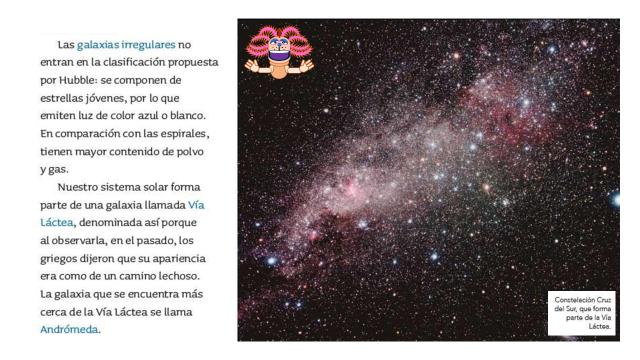 Las galaxias irregulares no
entran en la clasificación propuesta
por Hubble: se componen de
estrellas jóvenes, por lo que
emiten luz de color azul o blanco.
En comparación con las espirales,
tienen mayor contenido de polvo
y gas.
Nuestro sistema solar forma
parte de una galaxia llamada Vía
Láctea, denominada así porque
al observarla, en el pasado, los
griegos dijeron que su apariencia
era como de un camino lechoso.
La galaxia que se encuentra más
cerca de la Vía Láctea se llama
Andrómeda.
Constelación Cruz
del Sur, que forma
parte de la Vía
Láctea.